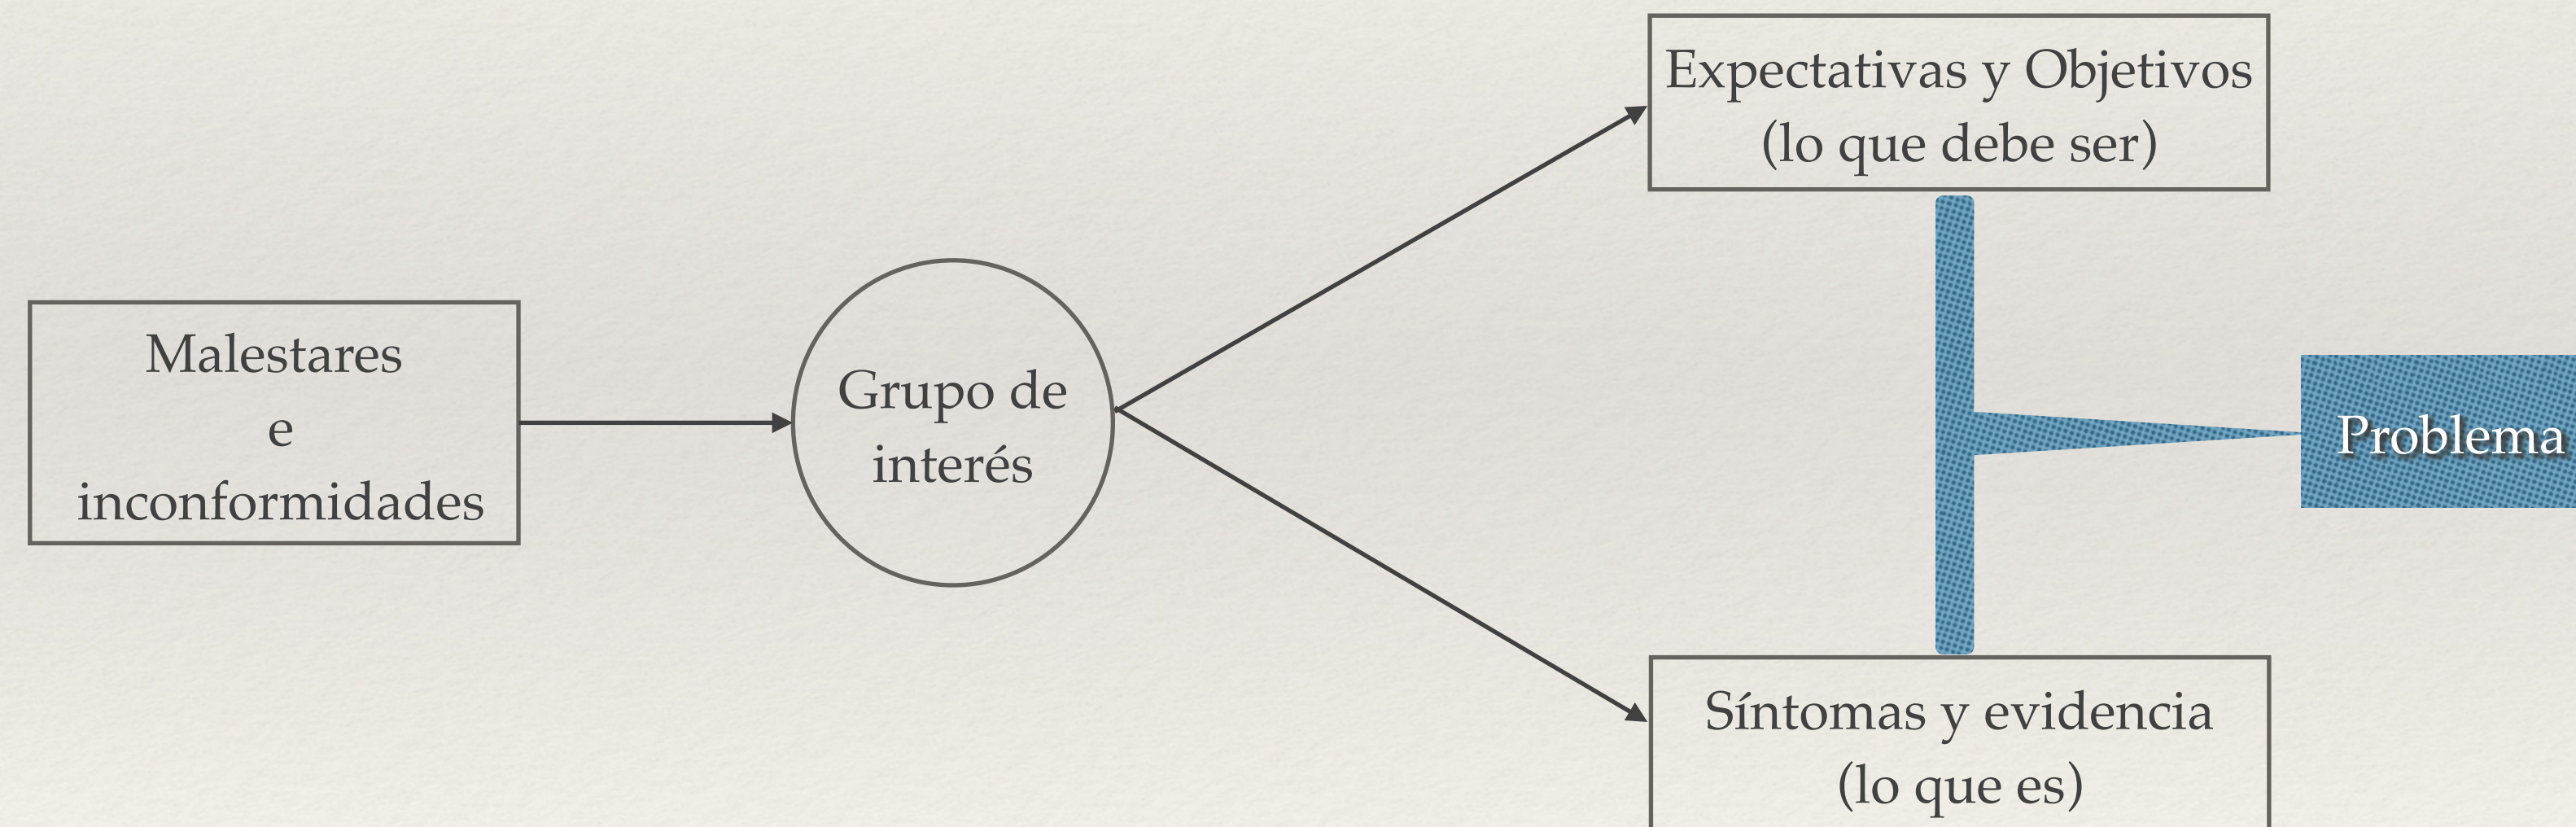 Malestares
e
inconformidades
Grupo de
interés
Expectativas y Objetivos
(lo que debe ser)
Problema
Síntomas y evidencia
(lo que es)